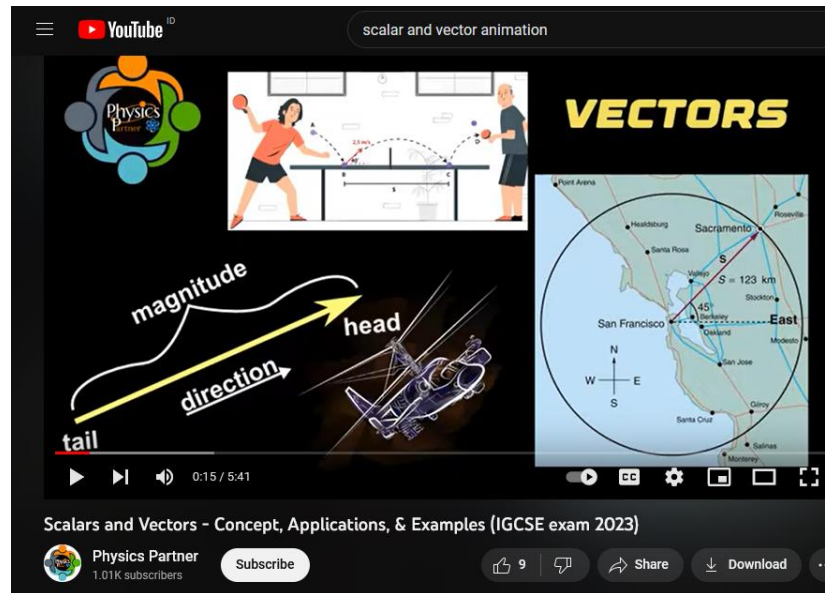 YouTube ID
scalar and vector animation
Physics
Partner
A
2,5 m/s
B
C
D
S
VECTORS
Point Arena
Healdsburg
Santa Rosa
Sacramento
Roseville
S
Vallejo
S = 123 km
Stockton
45°
Berkeley
East
San Francisco
Oakland
Modesto
San Jose
N
W E
S
Santa Cruz
Gilroy
Salinas
Monterey
magnitude
head
direction
tail
0:15 / 5:41
CC
Scalars and Vectors - Concept, Applications, & Examples (IGCSE exam 2023)
Physics Partner
1.01K subscribers
Subscribe
9
Share
Download